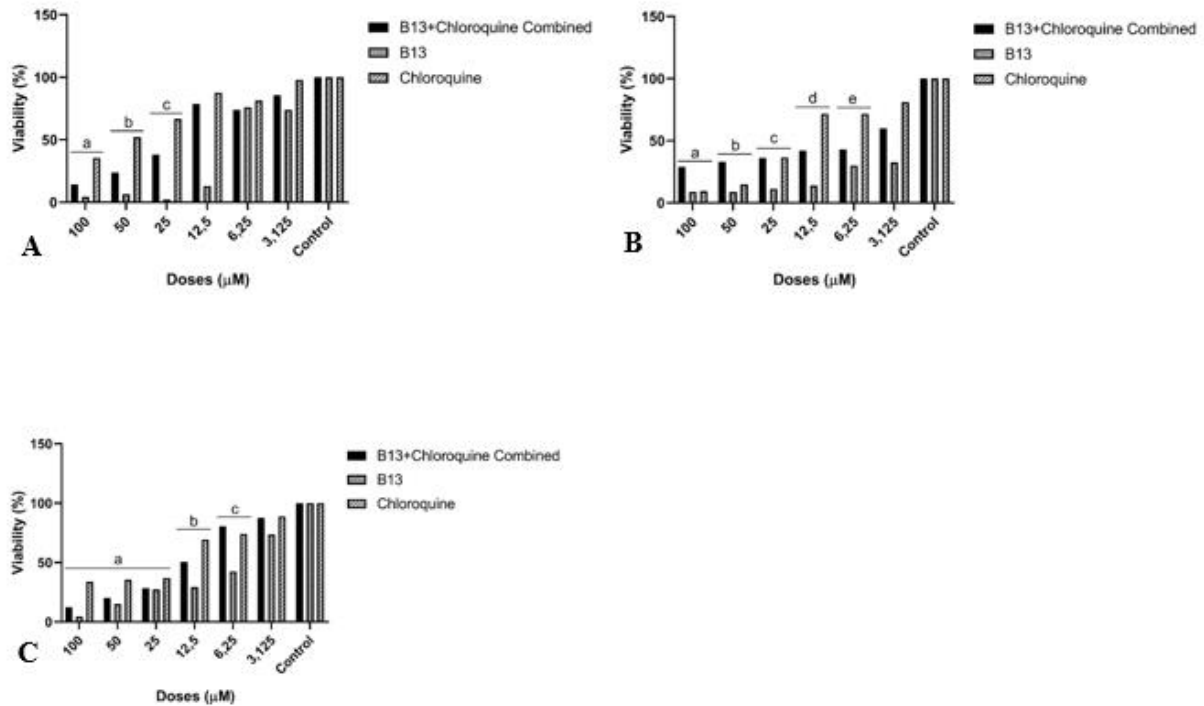 150
100
50
0
Viability (%)
a
b
c
B13+Chloroquine Combined
B13
Chloroquine
100
50
25
12,5
6,25
3,125
Control
Doses (μM)
A
150
100
50
0
Viability (%)
a
b
c
d
e
B13+Chloroquine Combined
B13
Chloroquine
100
50
25
12,5
6,25
3,125
Control
Doses (μM)
B
150
100
50
0
Viability (%)
a
b
c
B13+Chloroquine Combined
B13
Chloroquine
100
50
25
12,5
6,25
3,125
Control
Doses (μM)
C